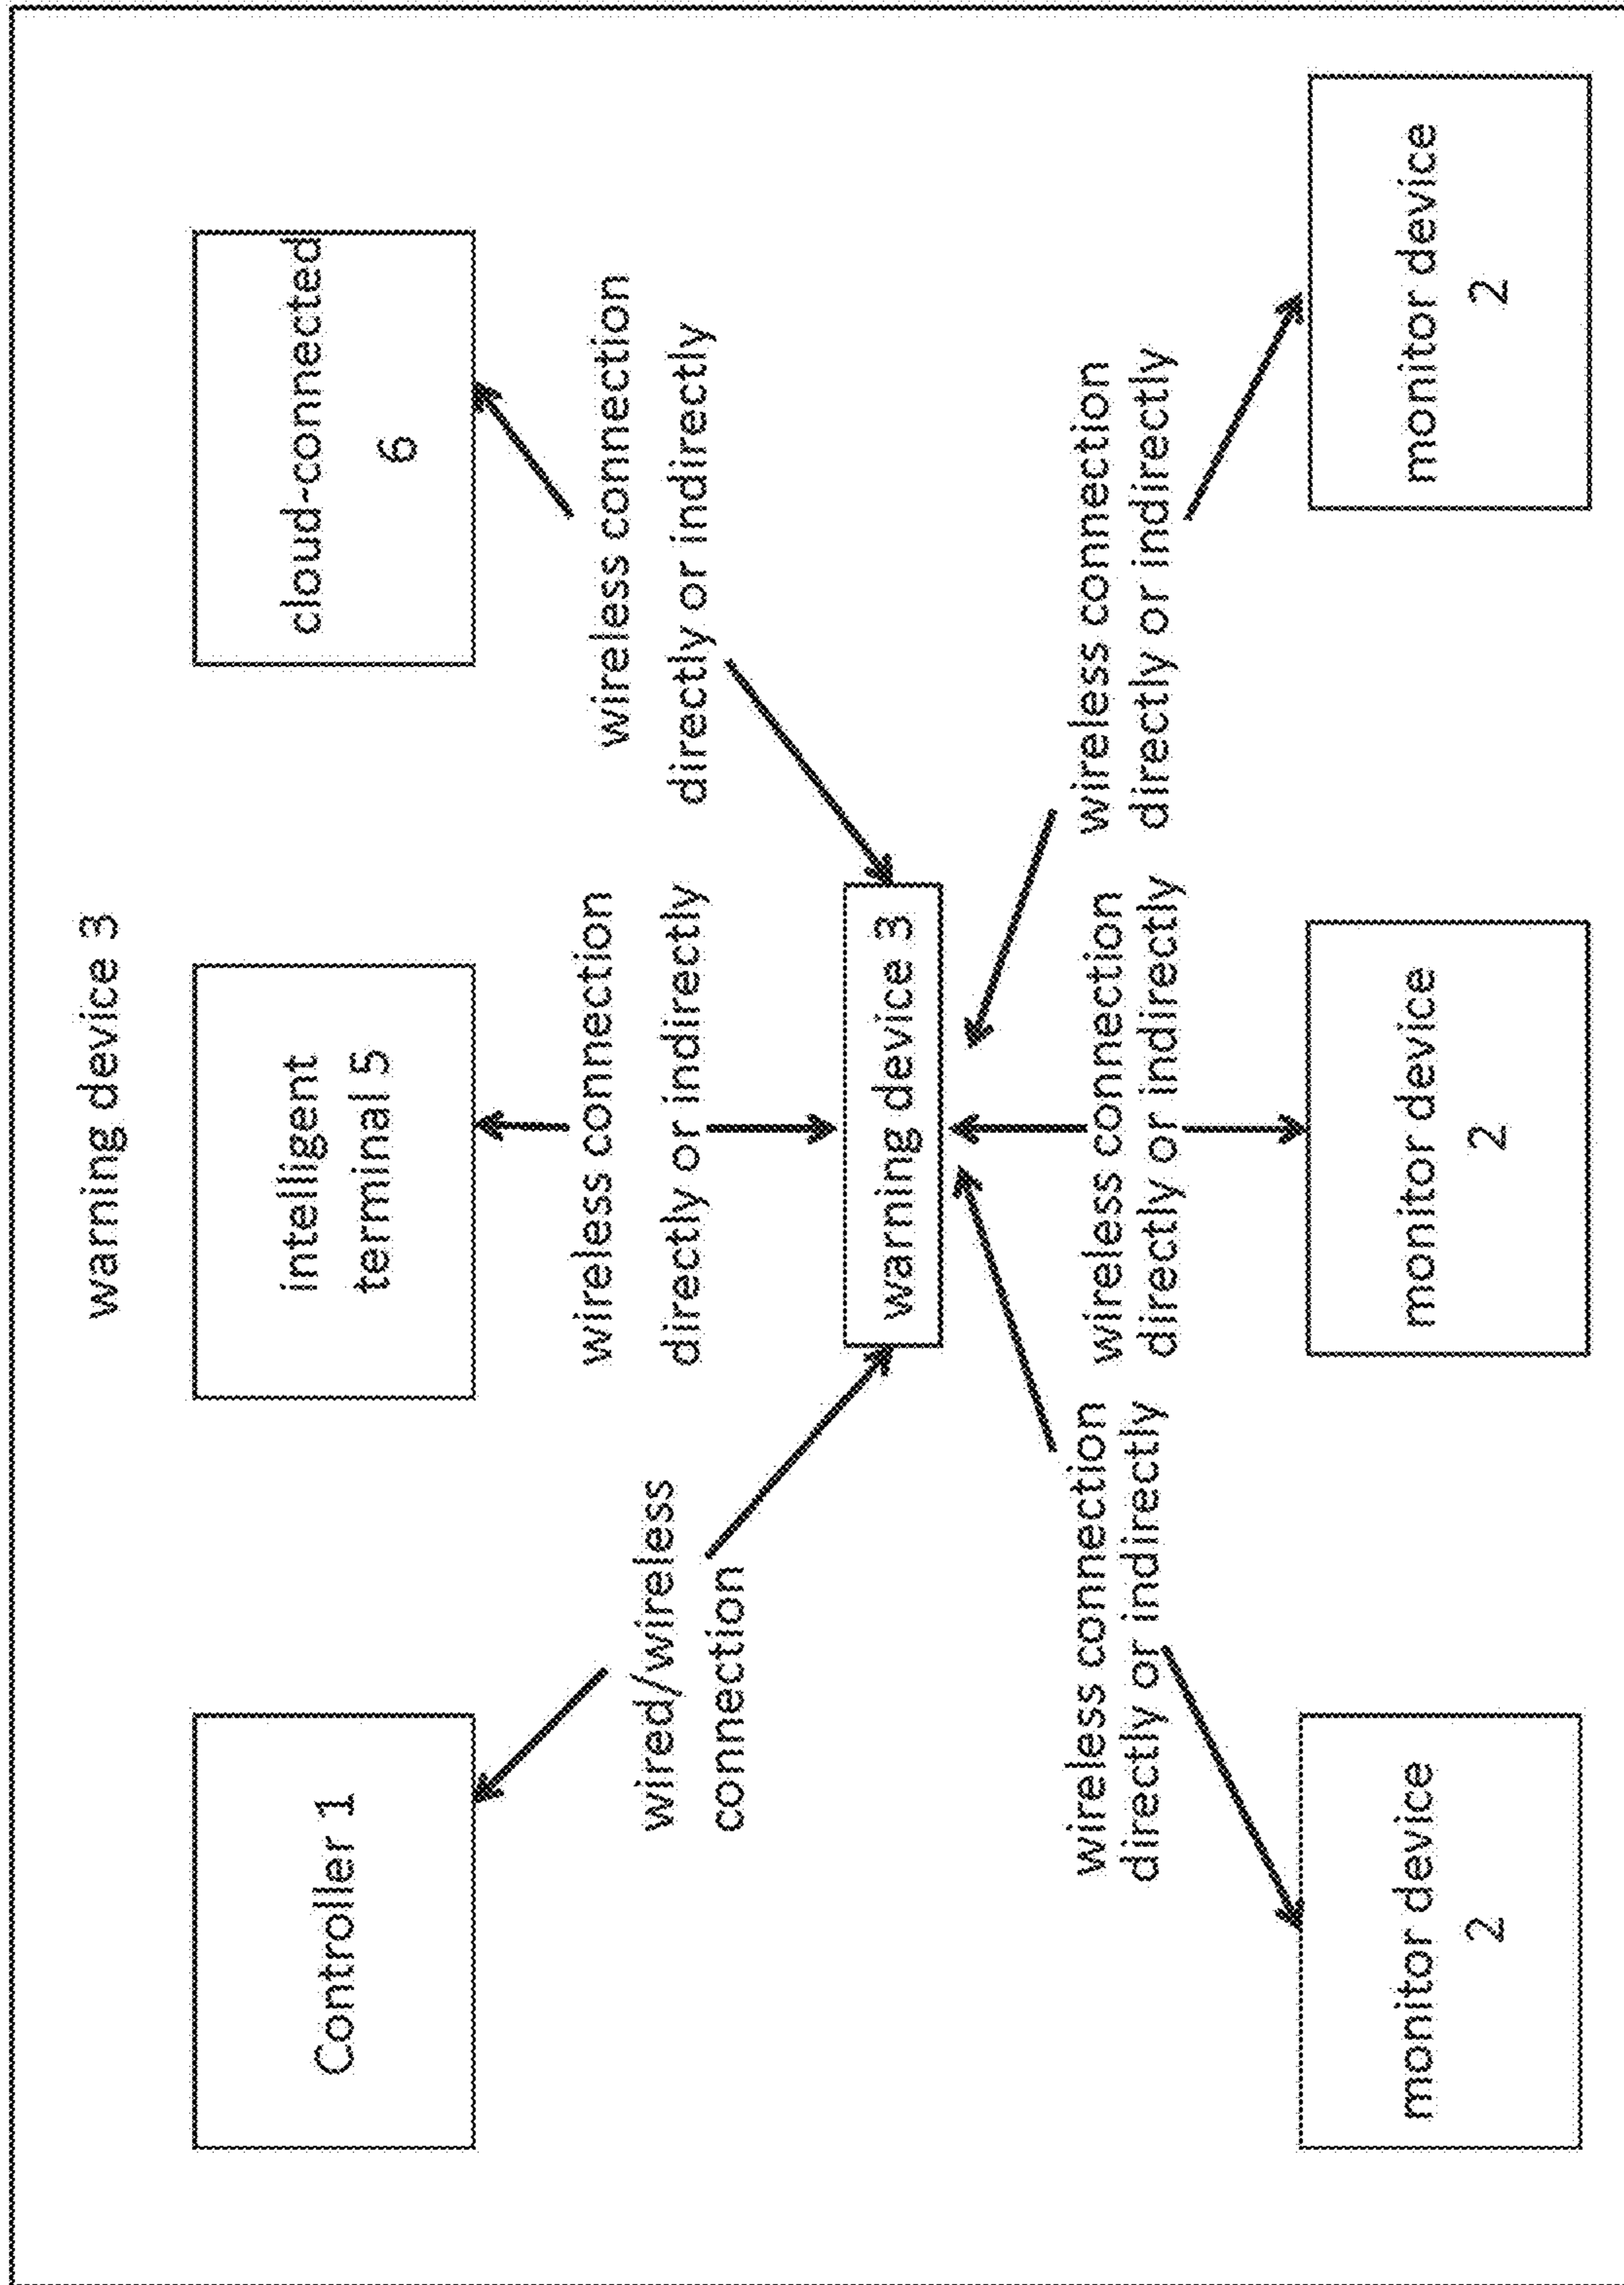 warning device 3
Controller 1
intelligent
terminal 5
cloud-connected
6
wired/wireless
connection
wireless connection
directly or indirectly
wireless connection
directly or indirectly
warning device 3
wireless connection
directly or indirectly
wireless connection
directly or indirectly
wireless connection
directly or indirectly
monitor device
2
monitor device
2
monitor device
2